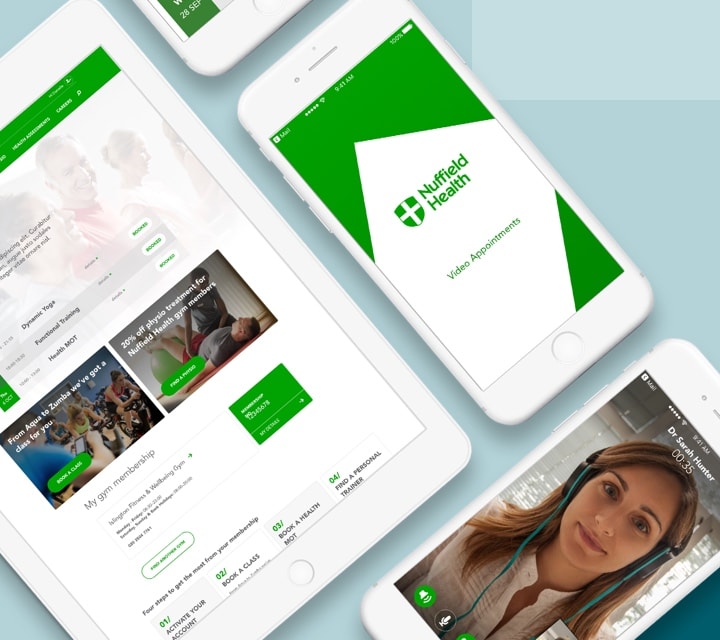 28 SEP
HEALTH ASSESSMENTS
CAREERS
BOOKED
BOOKED
BOOKED
details
details
details
Dynamic Yoga
Functional Training
Health MOT
From Aqua to Zumba we've got a
class for you
BOOK A CLASS
20% off physio treatment for
Nuffield Health gym members
FIND A PHYSIO
My gym membership
Islington Fitness & Wellbeing Gym
FIND ANOTHER GYM
MEMBERSHIP
12345678
MY DETAILS
Four steps to get the most from your membership
01/
ACTIVATE YOUR
ACCOUNT
02/
BOOK A CLASS
03/
BOOK A HEALTH
MOT
04/
FIND A PERSONAL
TRAINER
Mail
9:41 AM
100%
Nuffield
Health
Video Appointments
Mail
9:41 AM
Dr Sarah Hunter
00:35